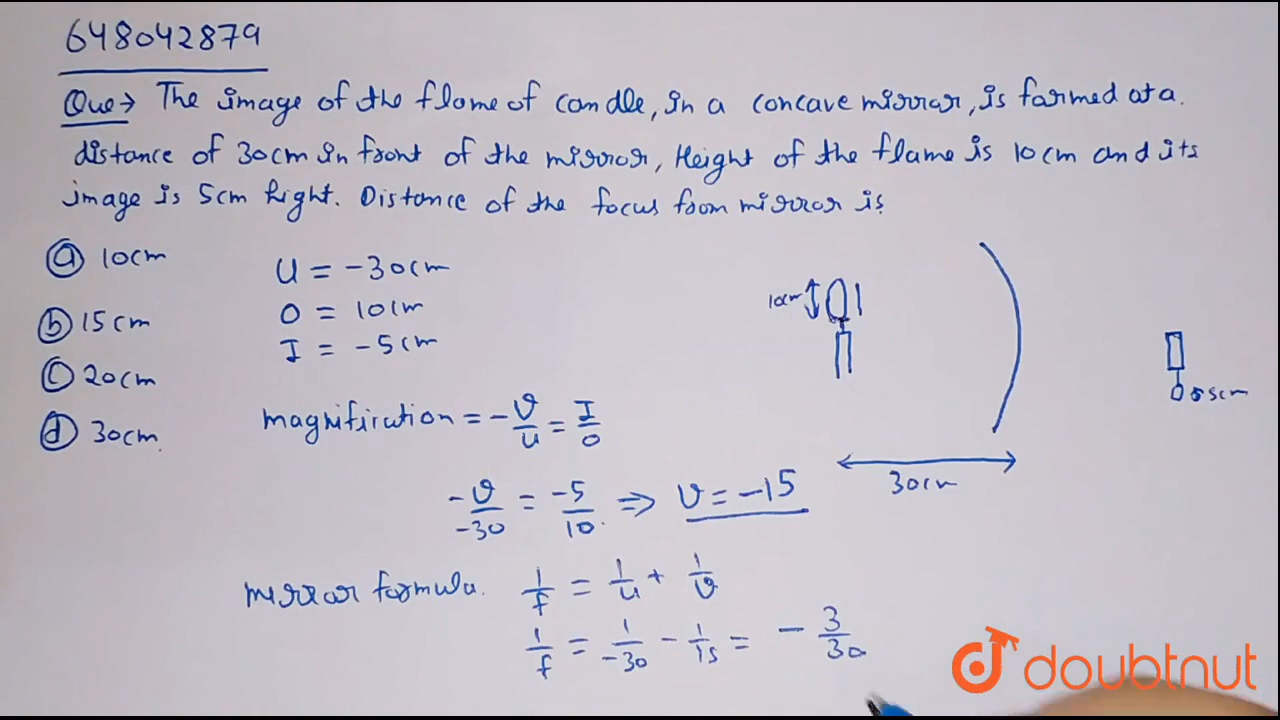 648042879
Que→ The image of the flame of candle, in a concave mirror, is formed at a
distance of 30cm in front of the mirror, Height of the flame is 10cm and its
image is 5cm hight. Distance of the focus from mirror is
(a) 10cm
(b) 15cm
(c) 20cm
(d) 30cm.
U = -30cm
O = 10cm
I = -5cm
10cm
5cm
30cm
magnification = -v/u = I/O
-v/-30 = -5/10. ⇒ v = -15
mirror formula. 1/f = 1/u + 1/v
1/f = 1/-30 - 1/15 = -3/30
doubtnut